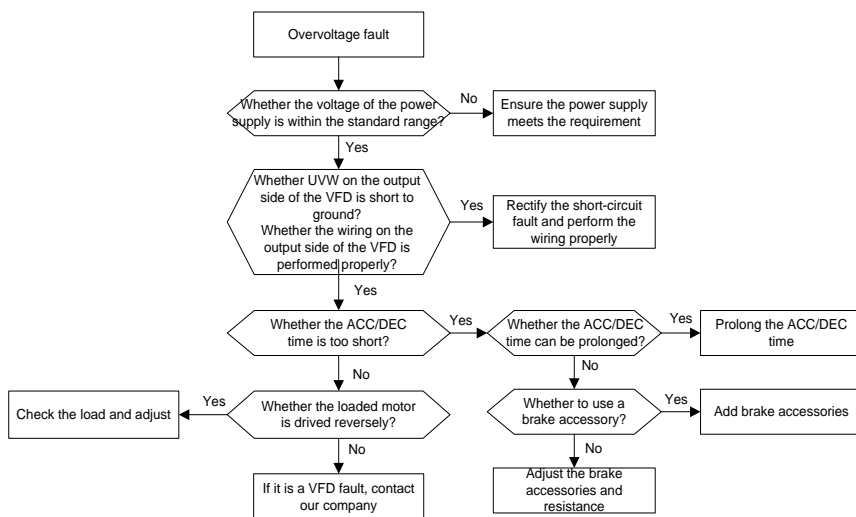 Overvoltage fault
Whether the voltage of the power
supply is within the standard range?
No
Ensure the power supply
meets the requirement
Yes
Whether UVW on the output
side of the VFD is short to
ground?
Whether the wiring on the
output side of the VFD is
performed properly?
Yes
Rectify the short-circuit
fault and perform the
wiring properly
Yes
Whether the ACC/DEC
time is too short?
Yes
Whether the ACC/DEC
time can be prolonged?
Yes
Prolong the ACC/DEC
time
No
No
Check the load and adjust
Yes
Whether the loaded motor
is drived reversely?
Whether to use a
brake accessory?
Yes
Add brake accessories
No
No
If it is a VFD fault, contact
our company
Adjust the brake
accessories and
resistance